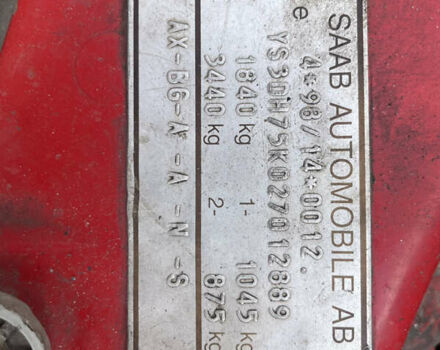 SAAB AUTOMOBILE AB
e 4*98/14*0012.
YS3DH75K027012889
1840 kg 1- 1045 kg
3440 kg 2- 875 kg
AX-BG-N-A-N-S